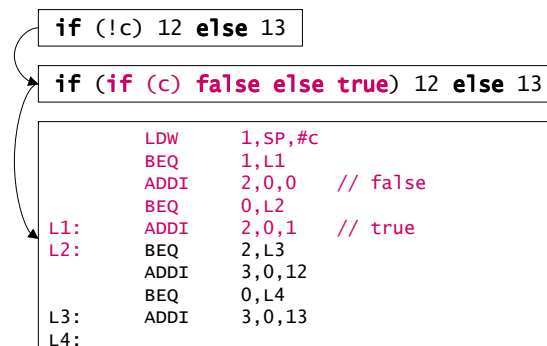 if (!c) 12 else 13
if (if (c) false else true) 12 else 13
LDW 1,SP,#c
BEQ 1,L1
ADDI 2,0,0 // false
BEQ 0,L2
L1: ADDI 2,0,1 // true
L2: BEQ 2,L3
ADDI 3,0,12
BEQ 0,L4
L3: ADDI 3,0,13
L4: